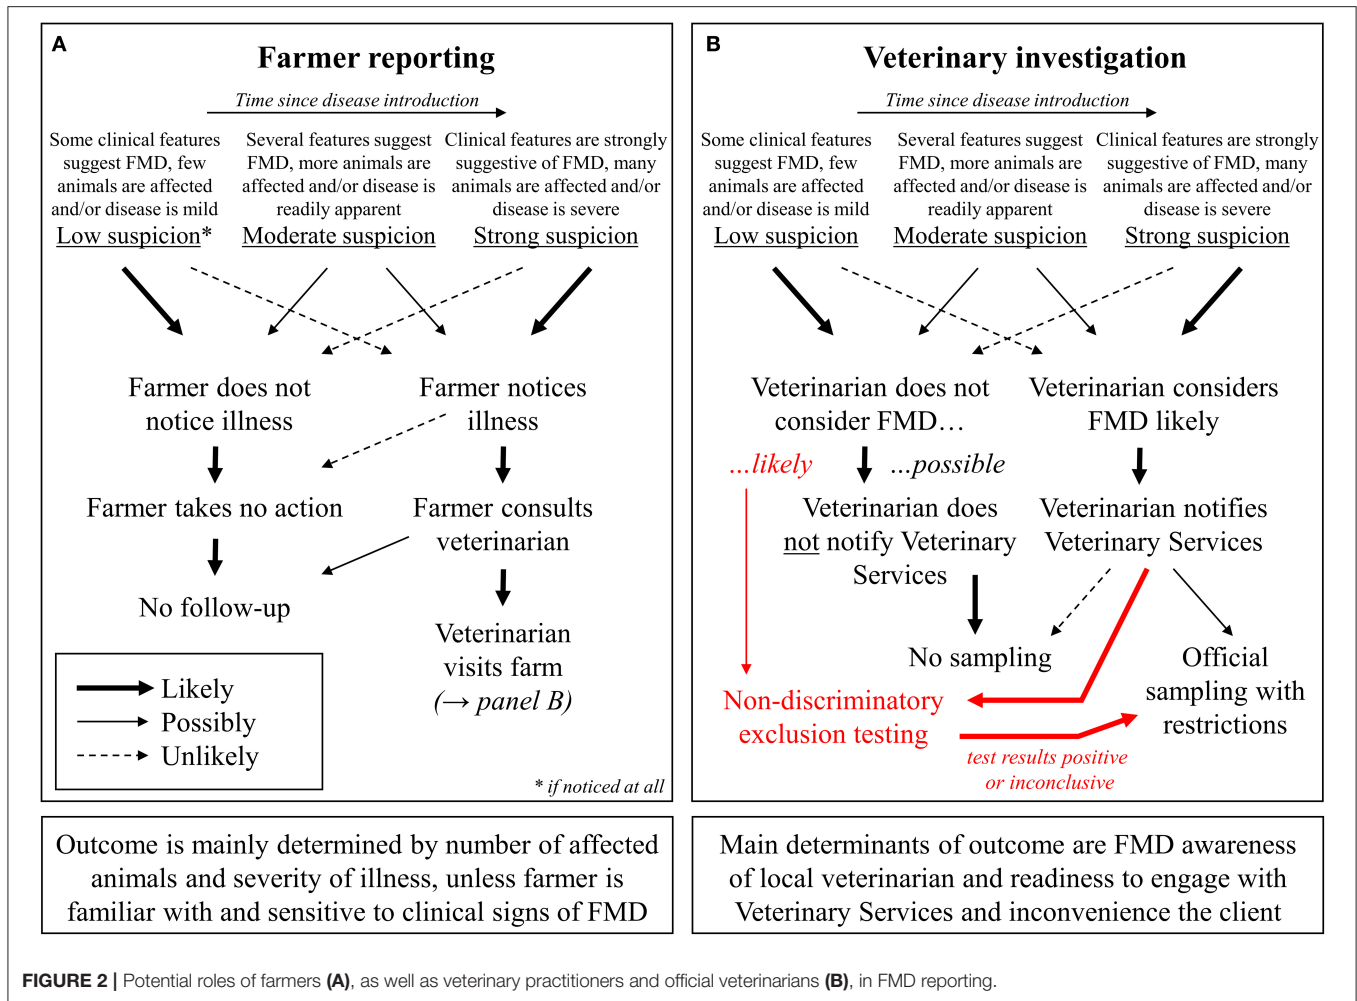 A
Farmer reporting
Time since disease introduction
Some clinical features
suggest FMD, few
animals are affected
and/or disease is mild
Low suspicion*
Several features suggest
FMD, more animals are
affected and/or disease is
readily apparent
Moderate suspicion
Clinical features are strongly
suggestive of FMD, many
animals are affected and/or
disease is severe
Strong suspicion
Farmer does not
notice illness
Farmer notices
illness
Farmer takes no action
Farmer consults
veterinarian
No follow-up
Veterinarian
visits farm
(→ panel B)
Likely
Possibly
Unlikely
* if noticed at all
Outcome is mainly determined by number of affected
animals and severity of illness, unless farmer is
familiar with and sensitive to clinical signs of FMD
B
Veterinary investigation
Time since disease introduction
Some clinical features
suggest FMD, few
animals are affected
and/or disease is mild
Low suspicion
Several features suggest
FMD, more animals are
affected and/or disease is
readily apparent
Moderate suspicion
Clinical features are strongly
suggestive of FMD, many
animals are affected and/or
disease is severe
Strong suspicion
Veterinarian does not
consider FMD…
Veterinarian considers
FMD likely
…likely
…possible
Veterinarian does
not notify Veterinary
Services
Veterinarian notifies
Veterinary Services
No sampling
Official
sampling with
restrictions
Non-discriminatory
exclusion testing
test results positive
or inconclusive
Main determinants of outcome are FMD awareness
of local veterinarian and readiness to engage with
Veterinary Services and inconvenience the client
FIGURE 2 | Potential roles of farmers (A), as well as veterinary practitioners and official veterinarians (B), in FMD reporting.